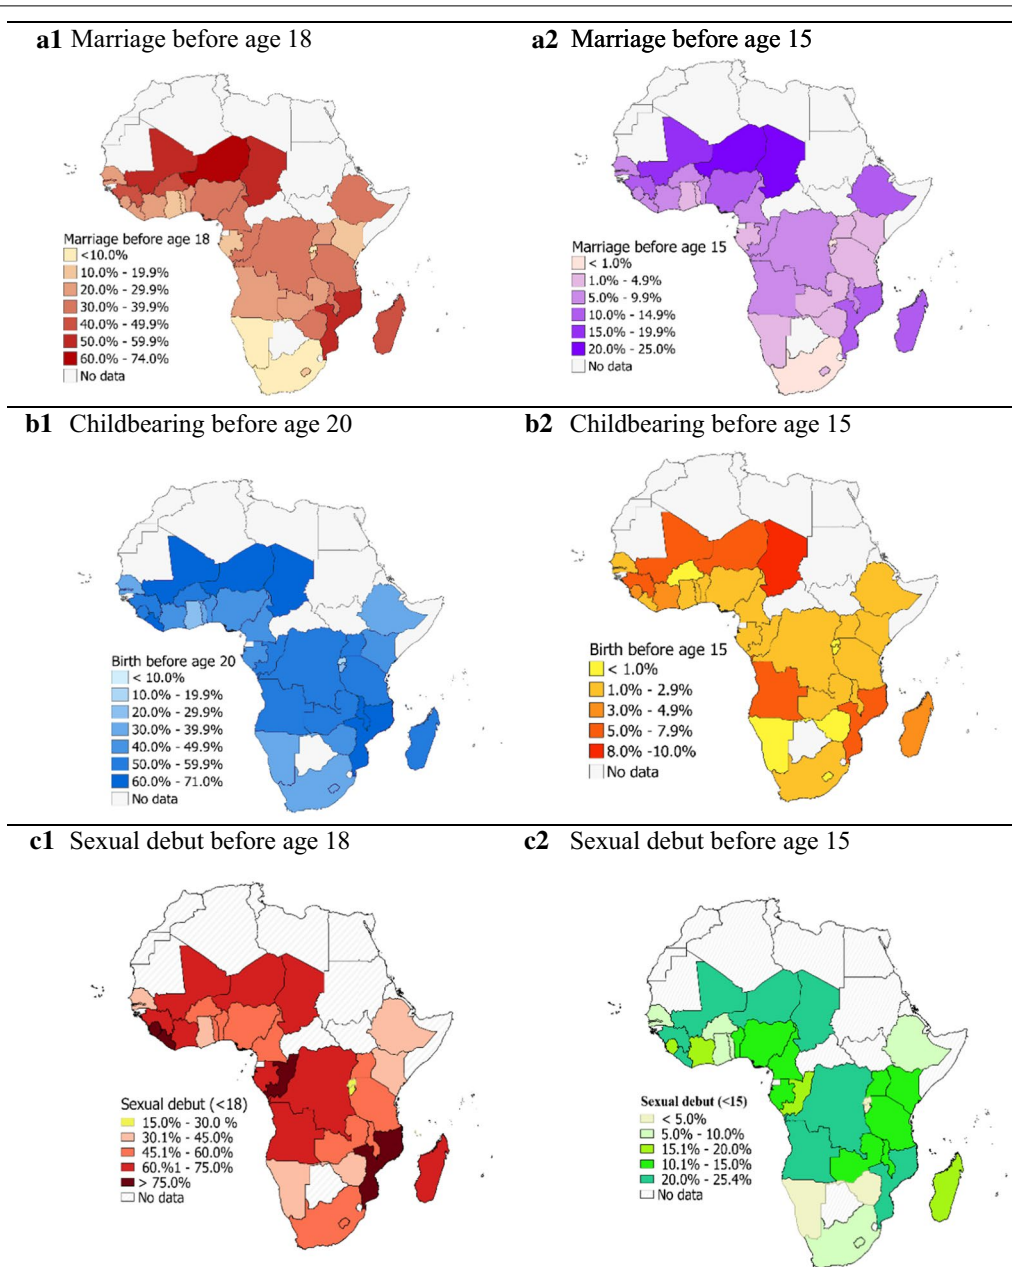 a1 Marriage before age 18
a2 Marriage before age 15
Marriage before age 18
<10.0%
10.0% - 19.9%
20.0% - 29.9%
30.0% - 39.9%
40.0% - 49.9%
50.0% - 59.9%
60.0% - 74.0%
No data
Marriage before age 15
< 1.0%
1.0% - 4.9%
5.0% - 9.9%
10.0% - 14.9%
15.0% - 19.9%
20.0% - 25.0%
No data
b1 Childbearing before age 20
b2 Childbearing before age 15
Birth before age 20
< 10.0%
10.0% - 19.9%
20.0% - 29.9%
30.0% - 39.9%
40.0% - 49.9%
50.0% - 59.9%
60.0% - 71.0%
No data
Birth before age 15
< 1.0%
1.0% - 2.9%
3.0% - 4.9%
5.0% - 7.9%
8.0% -10.0%
No data
c1 Sexual debut before age 18
c2 Sexual debut before age 15
Sexual debut (<18)
15.0% - 30.0 %
30.1% - 45.0%
45.1% - 60.0%
60.%1 - 75.0%
> 75.0%
No data
Sexual debut (<15)
< 5.0%
5.0% - 10.0%
15.1% - 20.0%
10.1% - 15.0%
20.0% - 25.4%
No data